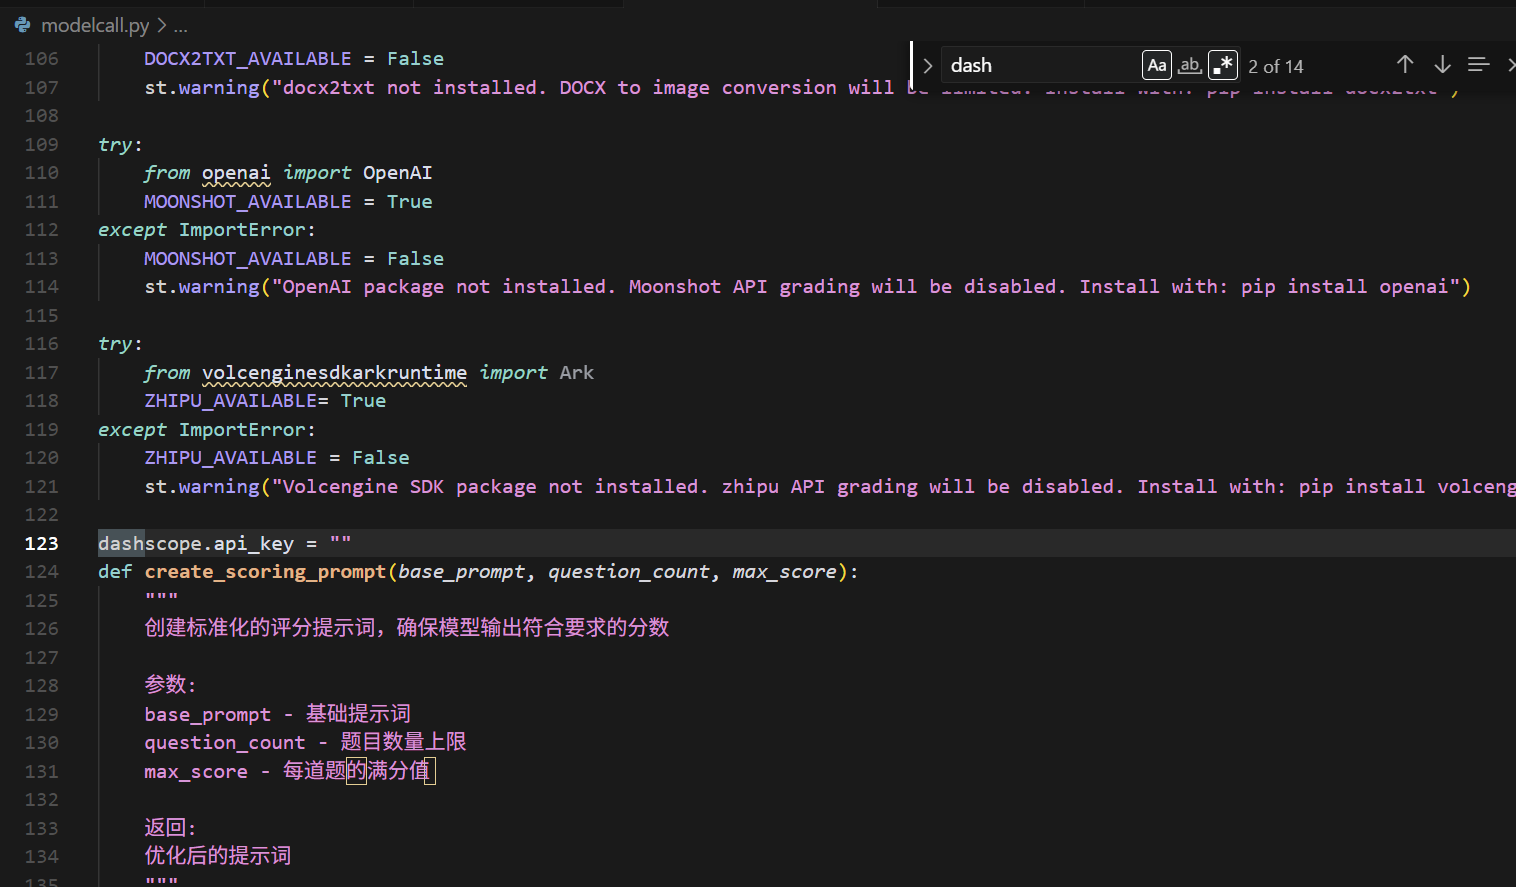 modelcall.py > ...
dash
Aa
ab
2 of 14
106 DOCX2TXT_AVAILABLE = False
107 st.warning("docx2txt not installed. DOCX to image conversion will be limited. Install with: pip install docx2txt")
108
109 try:
110 from openai import OpenAI
111 MOONSHOT_AVAILABLE = True
112 except ImportError:
113 MOONSHOT_AVAILABLE = False
114 st.warning("OpenAI package not installed. Moonshot API grading will be disabled. Install with: pip install openai")
115
116 try:
117 from volcenginesdkarkruntime import Ark
118 ZHIPU_AVAILABLE= True
119 except ImportError:
120 ZHIPU_AVAILABLE = False
121 st.warning("Volcengine SDK package not installed. zhipu API grading will be disabled. Install with: pip install volceng
122
123 dashscope.api_key = ""
124 def create_scoring_prompt(base_prompt, question_count, max_score):
125 """
126 创建标准化的评分提示词，确保模型输出符合要求的分数
127
128 参数:
129 base_prompt - 基础提示词
130 question_count - 题目数量上限
131 max_score - 每道题的满分值
132
133 返回:
134 优化后的提示词
135 """